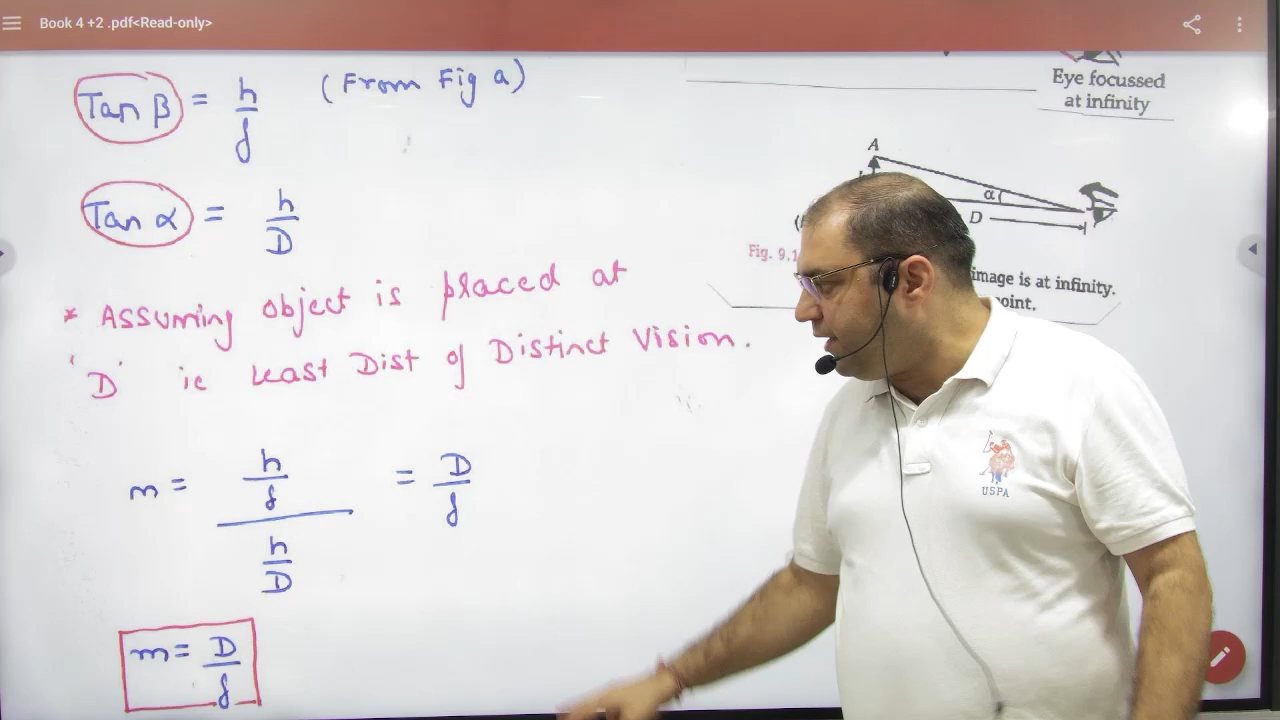 Book 4 +2 .pdf<Read-only>
Tan β = h/f (From Fig a)
Tan α = h/D
* Assuming object is placed at
'D' ie Least Dist of Distinct Vision.
m = h/f / h/D = D/f
m = D/f
Eye focussed
at infinity
A
α
D
Fig. 9.1
image is at infinity.
point.
USPA